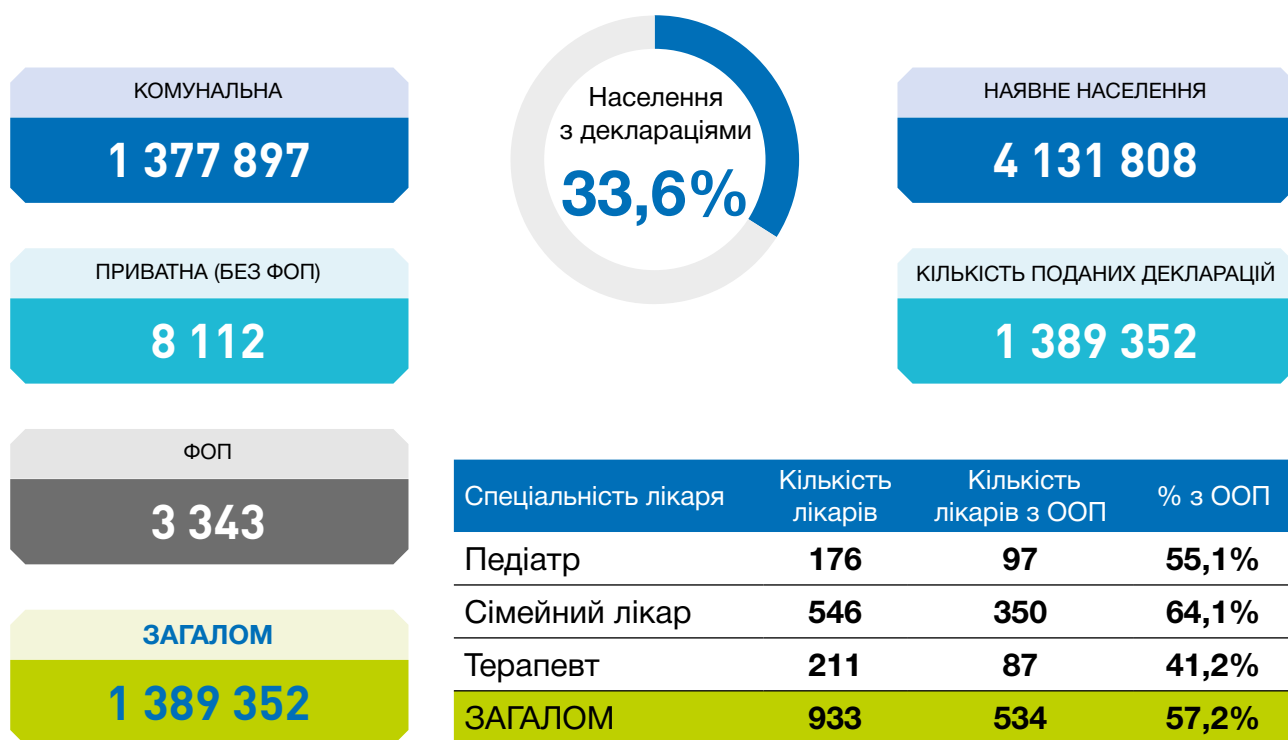 КОМУНАЛЬНА
1 377 897
ПРИВАТНА (БЕЗ ФОП)
8 112
ФОП
3 343
ЗАГАЛОМ
1 389 352
Населення
з деклараціями
33,6%
НАЯВНЕ НАСЕЛЕННЯ
4 131 808
КІЛЬКІСТЬ ПОДАНИХ ДЕКЛАРАЦІЙ
1 389 352
Спеціальність лікаря Кількість лікарів Кількість лікарів з ООП % з ООП
Педіатр 176 97 55,1%
Сімейний лікар 546 350 64,1%
Терапевт 211 87 41,2%
ЗАГАЛОМ 933 534 57,2%